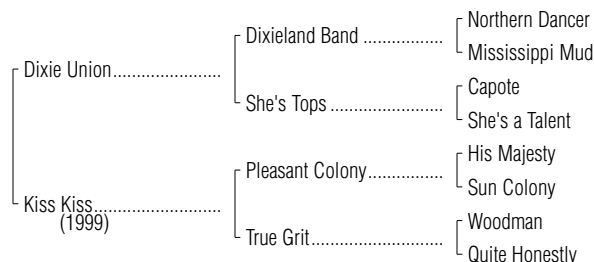 Northern Dancer
Dixieland Band ..................
Mississippi Mud
Dixie Union........................
Capote
She's Tops .........................
She's a Talent
His Majesty
Pleasant Colony.................
Sun Colony
Kiss Kiss............................
(1999)
Woodman
True Grit.............................
Quite Honestly